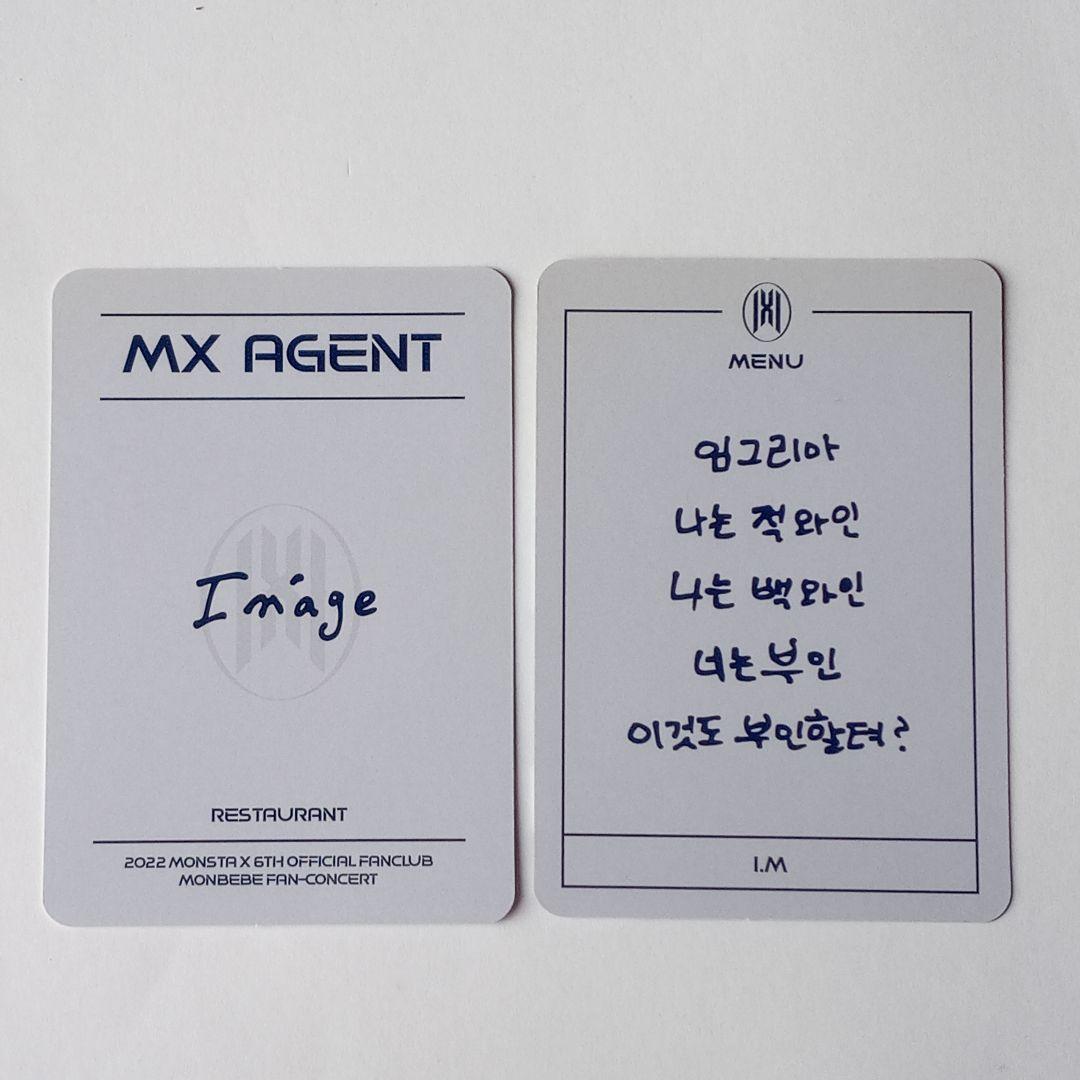 MX AGENT
I'mage
RESTAURANT
2022 MONSTA X 6TH OFFICIAL FANCLUB
MONBEBE FAN-CONCERT
MENU
임그리아
나는 적와인
나는 백와인
너는 부인
이것도 부인할텨?
I.M